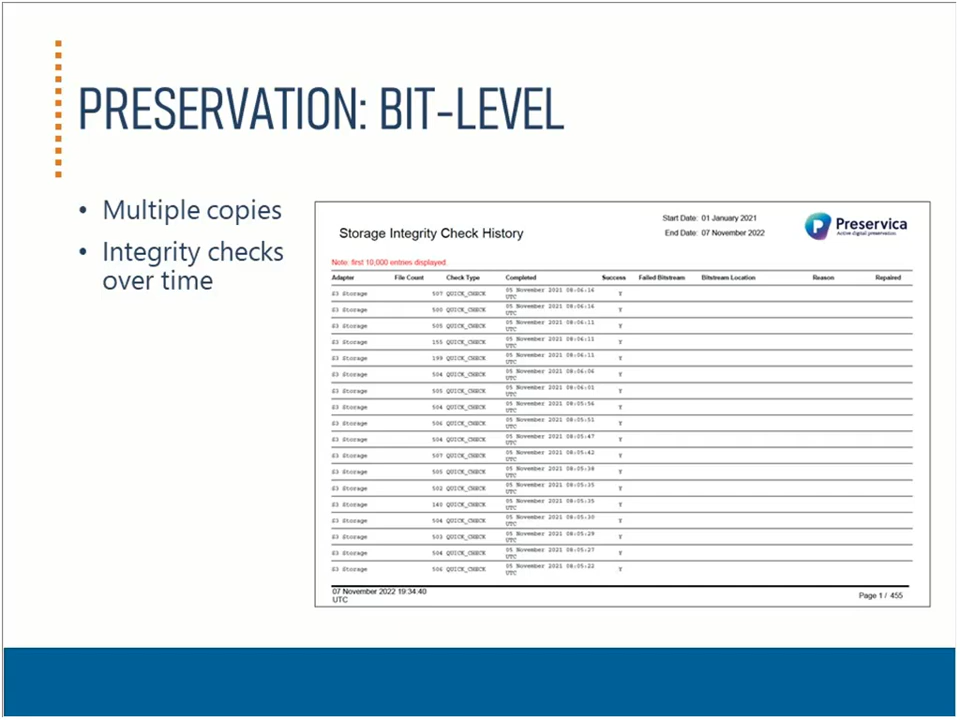 PRESERVATION: BIT-LEVEL
• Multiple copies
• Integrity checks
over time
Storage Integrity Check History
Start Date: 01 January 2021
End Date: 07 November 2022
Preservica
Active digital preservation.
Note: first 10,000 entries displayed.
Adapter File Count Check Type Completed Success Failed Bitstream Bitstream Location Reason Repaired
S3 Storage 507 QUICK_CHECK 05 November 2021 08:06:16 UTC Y
S3 Storage 500 QUICK_CHECK 05 November 2021 08:06:16 UTC Y
S3 Storage 505 QUICK_CHECK 05 November 2021 08:06:11 UTC Y
S3 Storage 155 QUICK_CHECK 05 November 2021 08:06:11 UTC Y
S3 Storage 199 QUICK_CHECK 05 November 2021 08:06:11 UTC Y
S3 Storage 504 QUICK_CHECK 05 November 2021 08:06:06 UTC Y
S3 Storage 505 QUICK_CHECK 05 November 2021 08:06:01 UTC Y
S3 Storage 504 QUICK_CHECK 05 November 2021 08:05:56 UTC Y
S3 Storage 506 QUICK_CHECK 05 November 2021 08:05:51 UTC Y
S3 Storage 504 QUICK_CHECK 05 November 2021 08:05:47 UTC Y
S3 Storage 507 QUICK_CHECK 05 November 2021 08:05:42 UTC Y
S3 Storage 505 QUICK_CHECK 05 November 2021 08:05:38 UTC Y
S3 Storage 502 QUICK_CHECK 05 November 2021 08:05:35 UTC Y
S3 Storage 140 QUICK_CHECK 05 November 2021 08:05:35 UTC Y
S3 Storage 504 QUICK_CHECK 05 November 2021 08:05:30 UTC Y
S3 Storage 503 QUICK_CHECK 05 November 2021 08:05:29 UTC Y
S3 Storage 504 QUICK_CHECK 05 November 2021 08:05:27 UTC Y
S3 Storage 506 QUICK_CHECK 05 November 2021 08:05:22 UTC Y
07 November 2022 19:34:40
UTC
Page 1 / 455